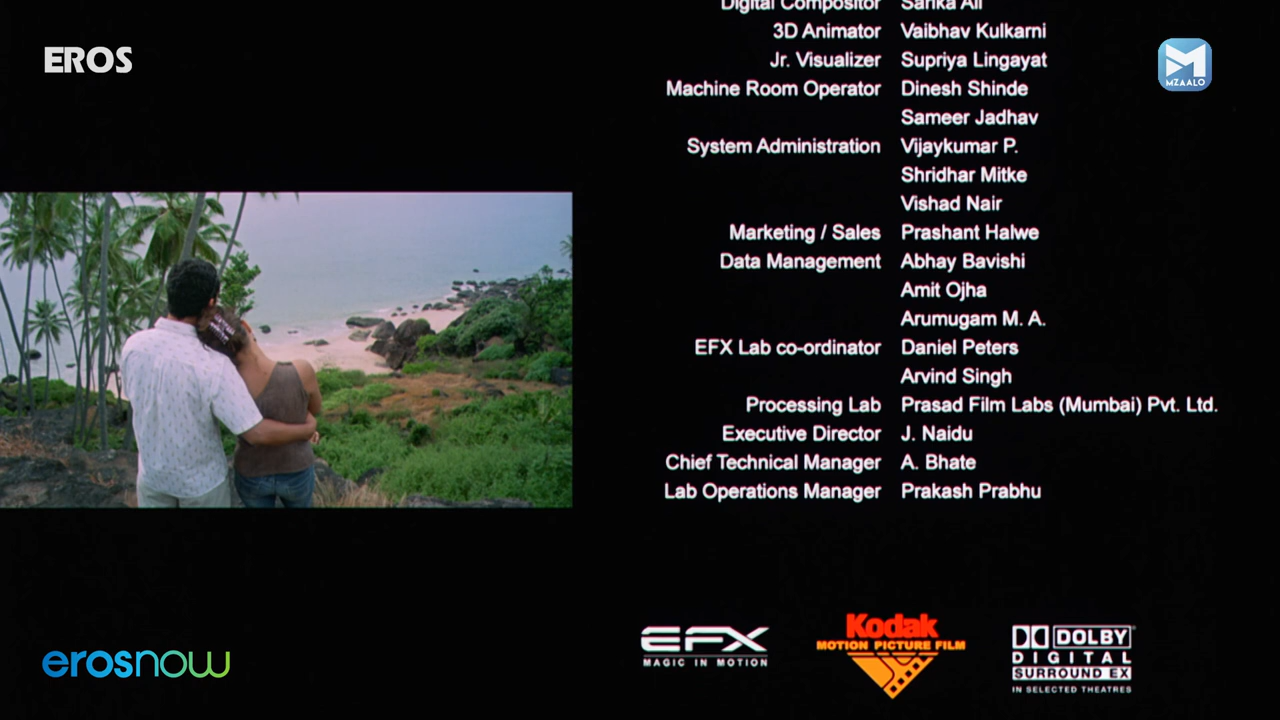 Digital Compositor Sarika Ali
3D Animator Vaibhav Kulkarni
Jr. Visualizer Supriya Lingayat
Machine Room Operator Dinesh Shinde
Sameer Jadhav
System Administration Vijaykumar P.
Shridhar Mitke
Vishad Nair
Marketing / Sales Prashant Halwe
Data Management Abhay Bavishi
Amit Ojha
Arumugam M. A.
EFX Lab co-ordinator Daniel Peters
Arvind Singh
Processing Lab Prasad Film Labs (Mumbai) Pvt. Ltd.
Executive Director J. Naidu
Chief Technical Manager A. Bhate
Lab Operations Manager Prakash Prabhu
EROS
MZAALO
erosnow
EFX
MAGIC IN MOTION
Kodak
MOTION PICTURE FILM
DOLBY
DIGITAL
SURROUND EX
IN SELECTED THEATRES